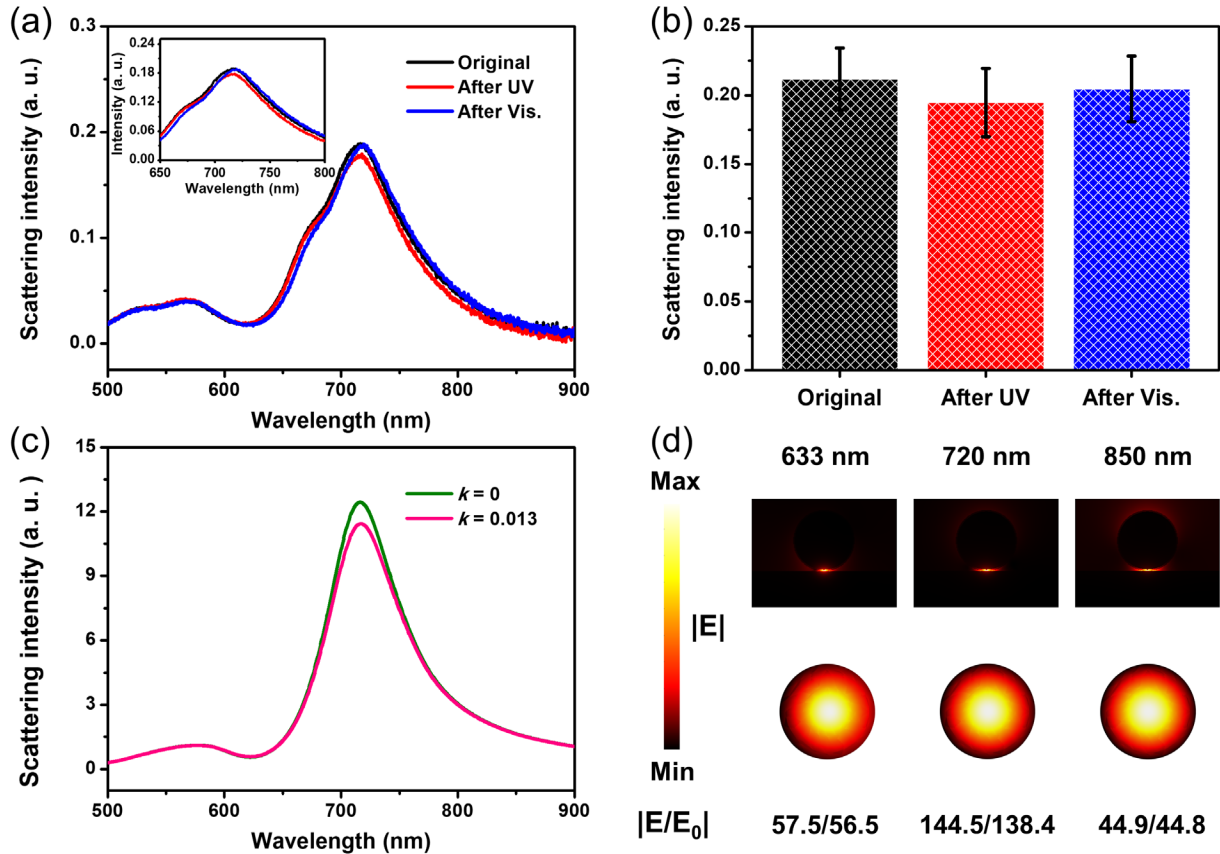 (a)
0.3
0.2
0.1
0.0
Scattering intensity (a. u.)
500
600
700
800
900
Wavelength (nm)
Original
After UV
After Vis.
0.24
0.18
0.12
0.06
0.00
Intensity (a. u.)
650
700
750
800
Wavelength (nm)
(b)
0.25
0.20
0.15
0.10
0.05
0.00
Scattering intensity (a. u.)
Original
After UV
After Vis.
(c)
15
12
9
6
3
0
Scattering intensity (a. u. )
500
600
700
800
900
Wavelength (nm)
k = 0
k = 0.013
(d)
633 nm
720 nm
850 nm
Max
|E|
Min
|E/E₀|
57.5/56.5
144.5/138.4
44.9/44.8